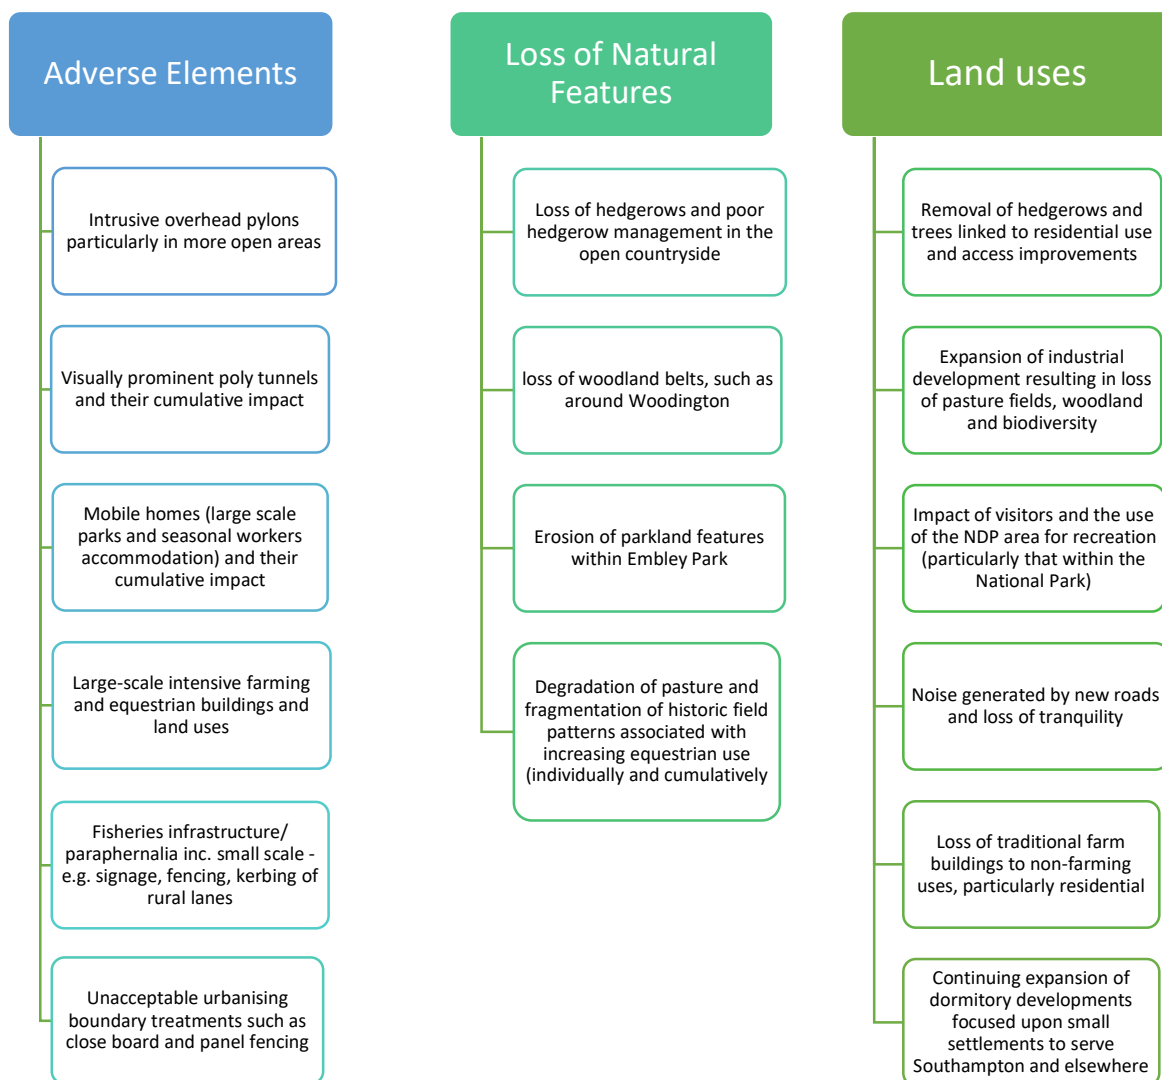 Adverse Elements
Intrusive overhead pylons
particularly in more open areas
Visually prominent poly tunnels
and their cumulative impact
Mobile homes (large scale
parks and seasonal workers
accommodation) and their
cumulative impact
Large-scale intensive farming
and equestrian buildings and
land uses
Fisheries infrastructure/
paraphernalia inc. small scale -
e.g. signage, fencing, kerbing of
rural lanes
Unacceptable urbanising
boundary treatments such as
close board and panel fencing
Loss of Natural
Features
Loss of hedgerows and poor
hedgerow management in the
open countryside
loss of woodland belts, such as
around Woodington
Erosion of parkland features
within Embley Park
Degradation of pasture and
fragmentation of historic field
patterns associated with
increasing equestrian use
(individually and cumulatively
Land uses
Removal of hedgerows and
trees linked to residential use
and access improvements
Expansion of industrial
development resulting in loss
of pasture fields, woodland
and biodiversity
Impact of visitors and the use
of the NDP area for recreation
(particularly that within the
National Park)
Noise generated by new roads
and loss of tranquility
Loss of traditional farm
buildings to non-farming
uses, particularly residential
Continuing expansion of
dormitory developments
focused upon small
settlements to serve
Southampton and elsewhere